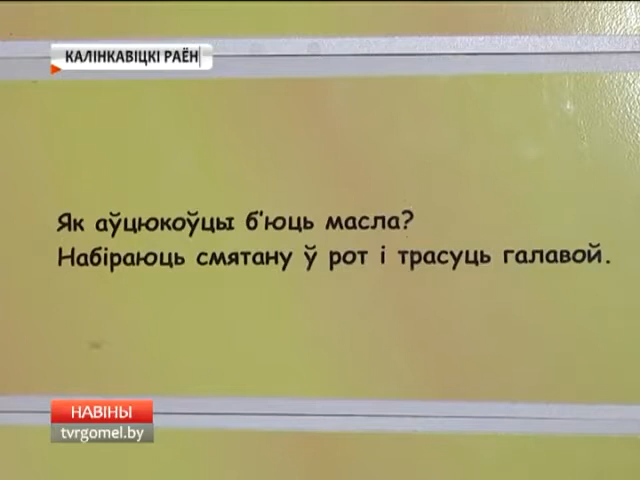 КАЛІНКАВІЦКІ РАЁН
Як аўцюкоўцы б'юць масла?
Набіраюць смятану ў рот і трасуць галавой.
НАВІНЫ
tvrgomel.by